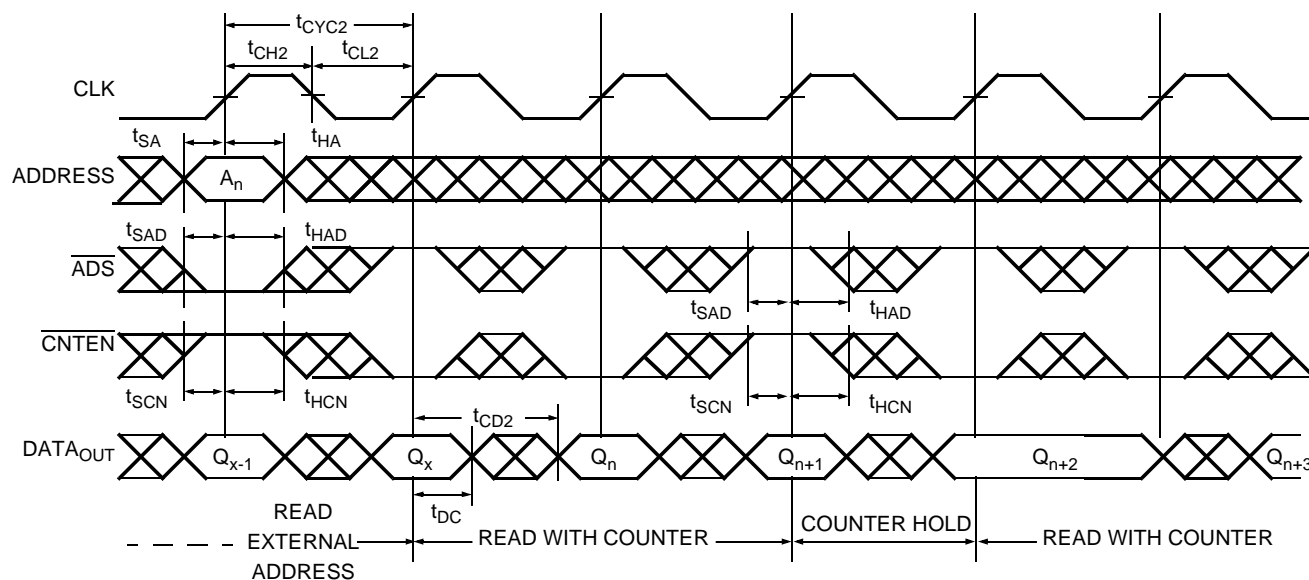 tCYC2
tCH2 tCL2
CLK
tSA tHA
ADDRESS An
tSAD tHAD
ADS
tSAD tHAD
CNTEN
tSCN tHCN tSCN tHCN
tCD2
DATAOUT Qx-1 Qx Qn Qn+1 Qn+2 Qn+3
tDC
READ EXTERNAL ADDRESS
READ WITH COUNTER
COUNTER HOLD
READ WITH COUNTER